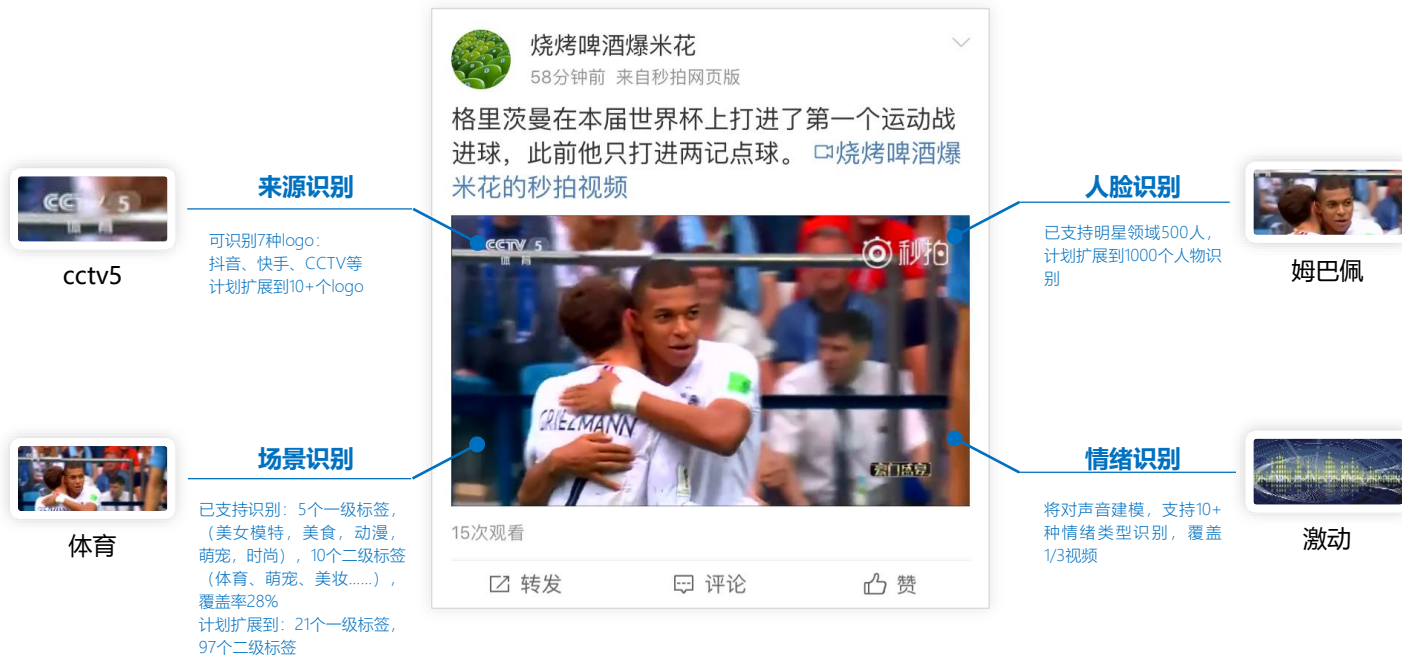 烧烤啤酒爆米花
58分钟前 来自秒拍网页版
格里茨曼在本届世界杯上打进了第一个运动战
进球，此前他只打进两记点球。 烧烤啤酒爆
米花的秒拍视频
CCTV 5
体育
秒拍
GRIEZMANN
15次观看
转发
评论
赞
CCTV 5
体育
cctv5
来源识别
可识别7种logo：
抖音、快手、CCTV等
计划扩展到10+个logo
体育
场景识别
已支持识别：5个一级标签，
（美女模特，美食，动漫，
萌宠，时尚），10个二级标签
（体育、萌宠、美妆......），
覆盖率28%
计划扩展到：21个一级标签，
97个二级标签
人脸识别
已支持明星领域500人，
计划扩展到1000个人物识
别
姆巴佩
情绪识别
将对声音建模，支持10+
种情绪类型识别，覆盖
1/3视频
激动